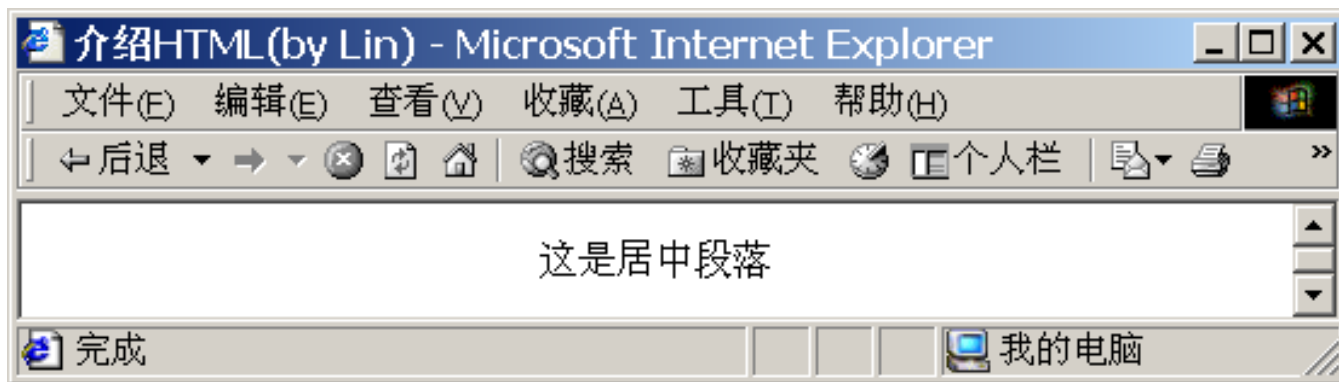 介绍HTML(by Lin) - Microsoft Internet Explorer
文件(F) 编辑(E) 查看(V) 收藏(A) 工具(T) 帮助(H)
后退 搜索 收藏夹 个人栏 »
这是居中段落
完成 我的电脑